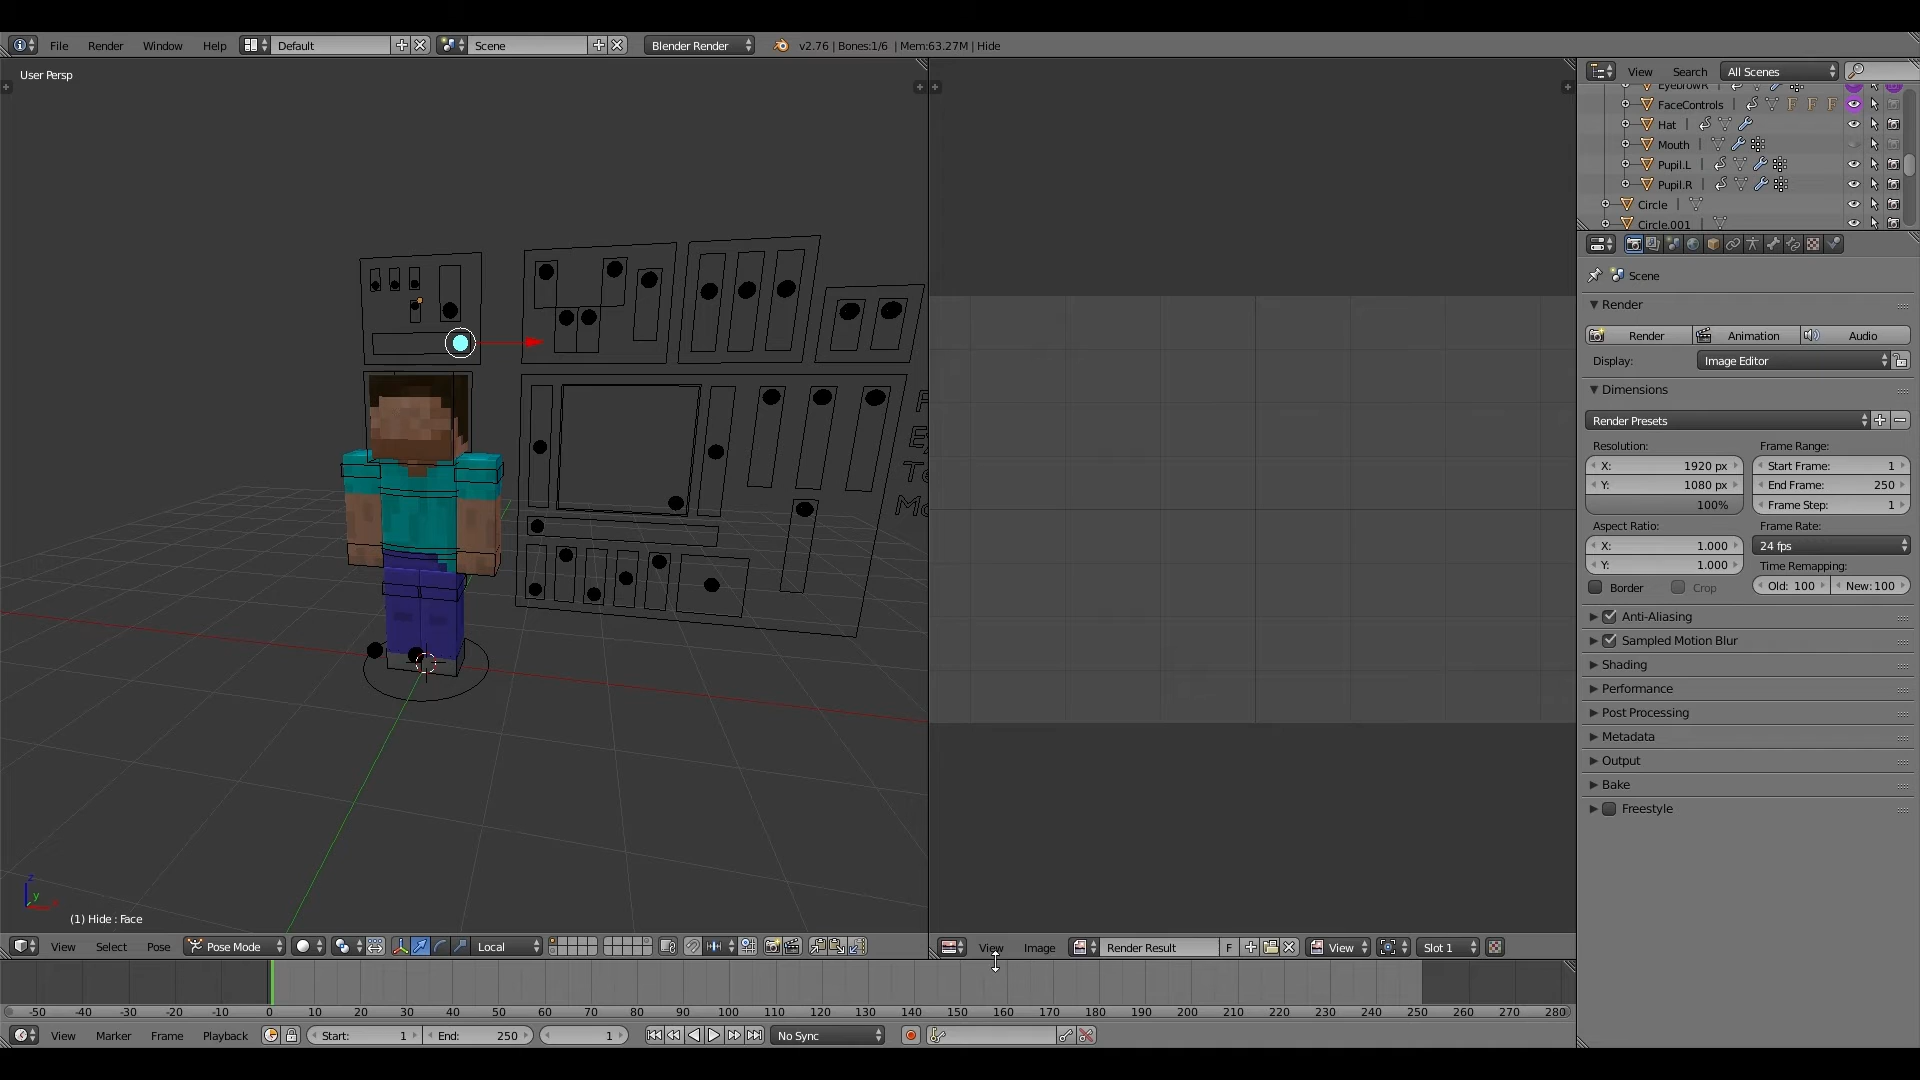 File Render Window Help Default Scene Blender Render v2.76 | Bones:1/6 | Mem:63.27M | Hide
User Persp
View Search All Scenes
EyebrowR
FaceControls
Hat
Mouth
Pupil.L
Pupil.R
Circle
Circle.001
Scene
Render
Render Animation Audio
Display: Image Editor
Dimensions
Render Presets
Resolution: Frame Range:
X: 1920 px Start Frame: 1
Y: 1080 px End Frame: 250
100% Frame Step: 1
Aspect Ratio: Frame Rate:
X: 1.000 24 fps
Y: 1.000 Time Remapping:
Border Crop Old: 100 New: 100
Anti-Aliasing
Sampled Motion Blur
Shading
Performance
Post Processing
Metadata
Output
Bake
Freestyle
z
y
(1) Hide : Face
View Select Pose Pose Mode Local
View Image Render Result F View Slot 1
-50 -40 -30 -20 -10 0 10 20 30 40 50 60 70 80 90 100 110 120 130 140 150 160 170 180 190 200 210 220 230 240 250 260 270 280
View Marker Frame Playback Start: 1 End: 250 1 No Sync